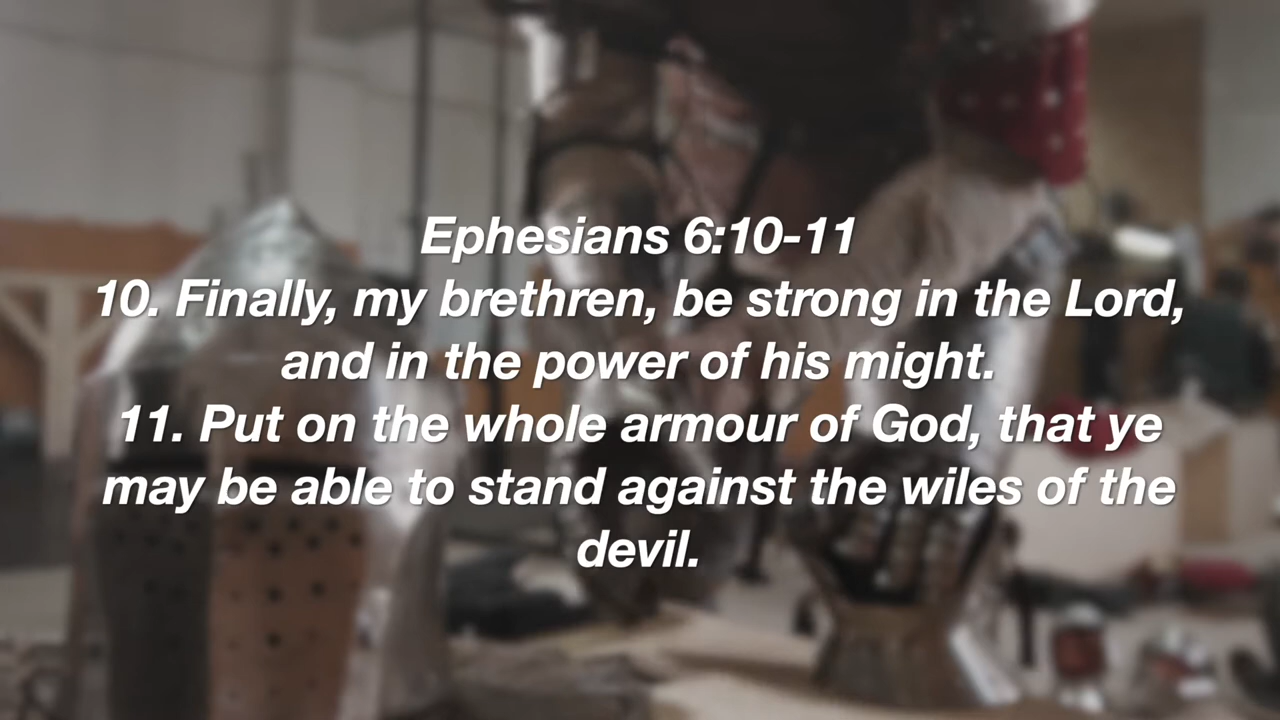 Ephesians 6:10-11
10. Finally, my brethren, be strong in the Lord,
and in the power of his might.
11. Put on the whole armour of God, that ye
may be able to stand against the wiles of the
devil.